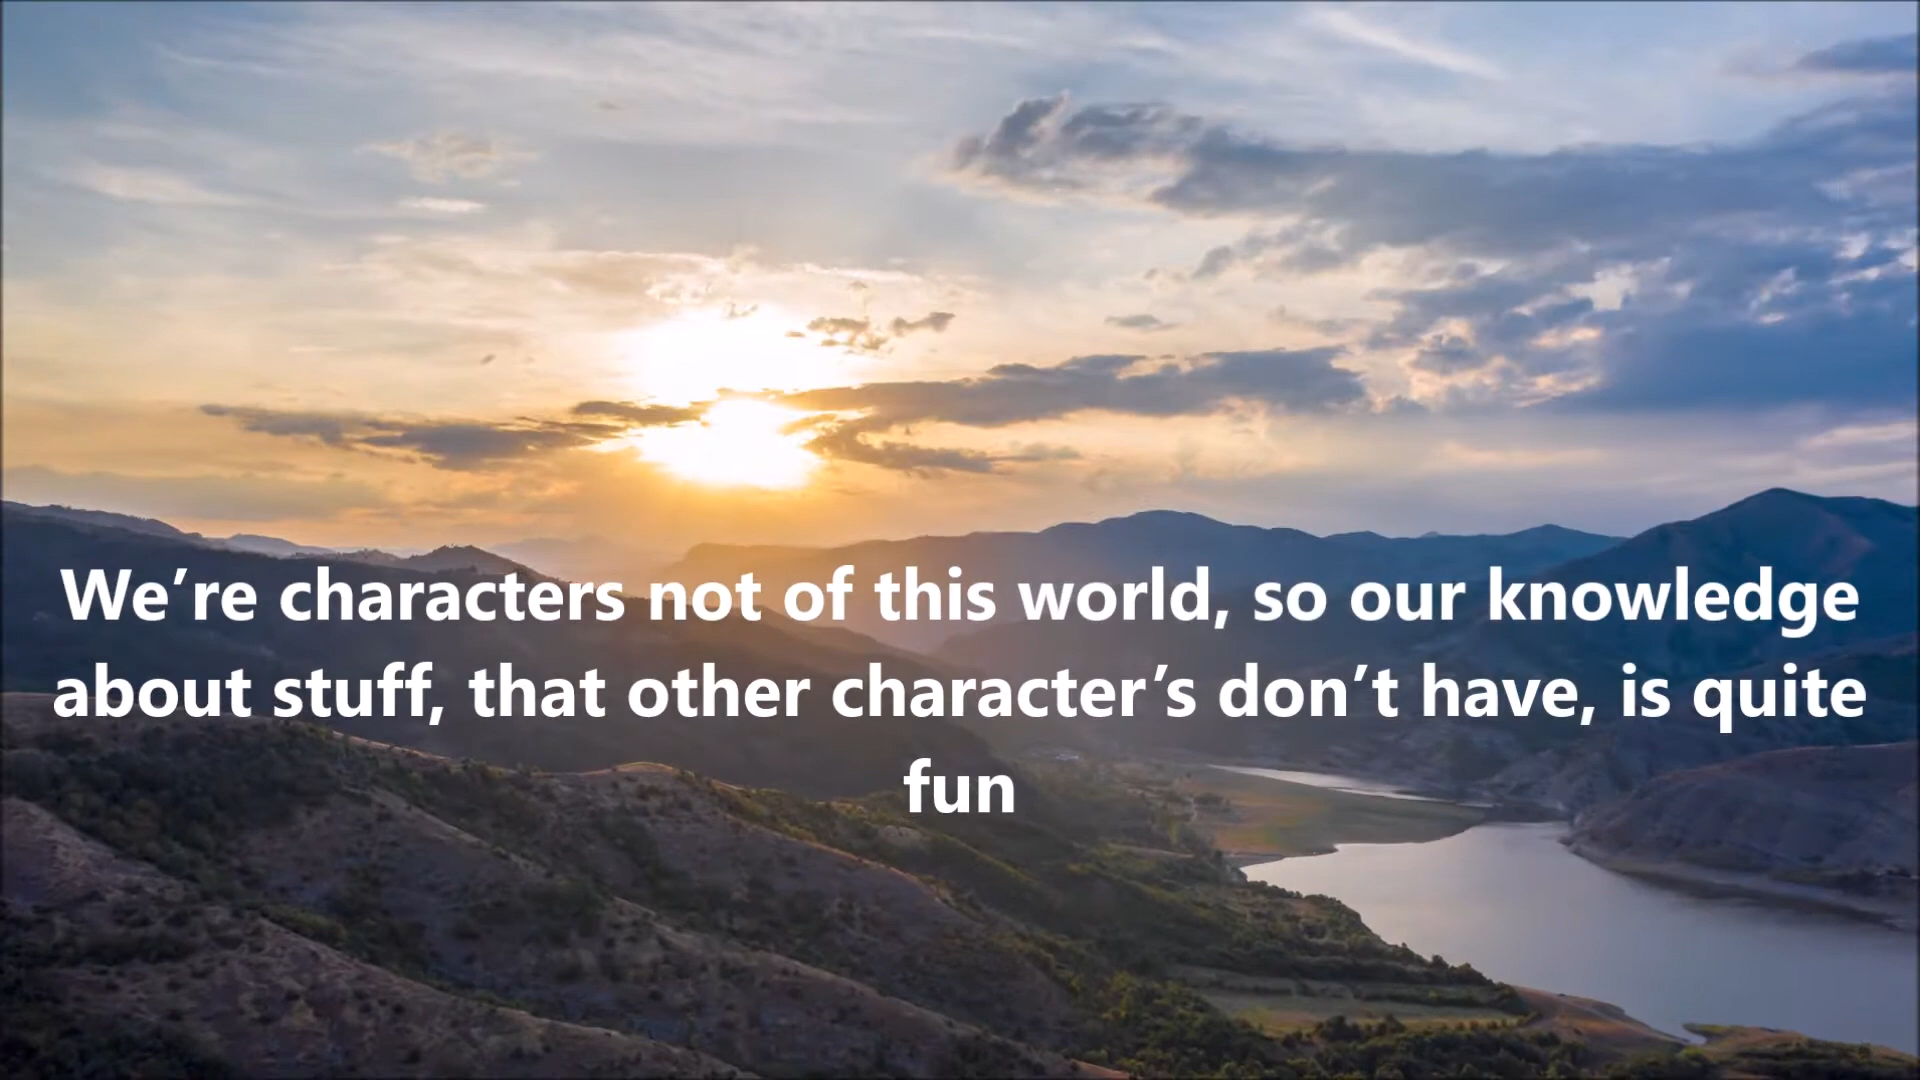 We’re characters not of this world, so our knowledge
about stuff, that other character’s don’t have, is quite
fun